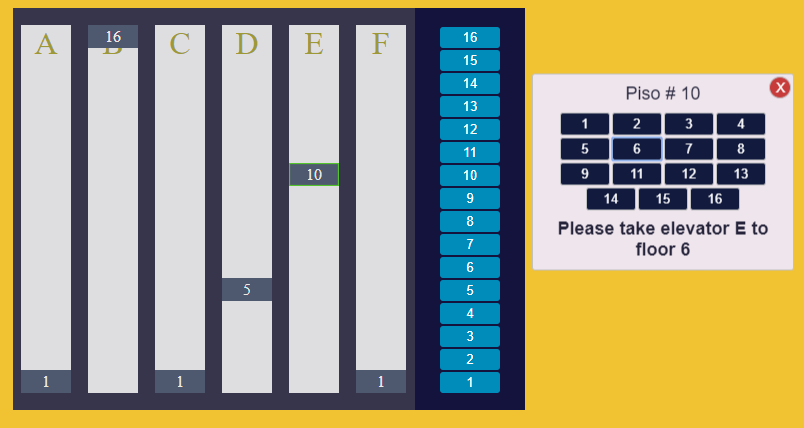 A B C D E F
16
10
5
1 1 1
16
15
14
13
12
11
10
9
8
7
6
5
4
3
2
1
Piso # 10
X
1 2 3 4
5 6 7 8
9 11 12 13
14 15 16
Please take elevator E to
floor 6